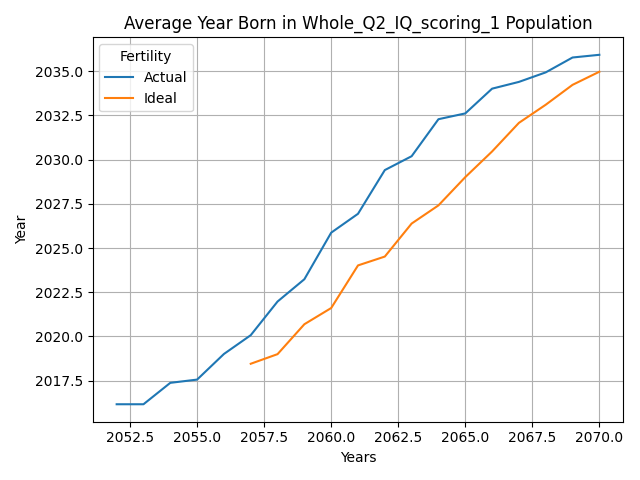 Average Year Born in Whole_Q2_IQ_scoring_1 Population
Fertility
Actual
Ideal
2035.0
2032.5
2030.0
2027.5
2025.0
2022.5
2020.0
2017.5
Year
2052.5 2055.0 2057.5 2060.0 2062.5 2065.0 2067.5 2070.0
Years